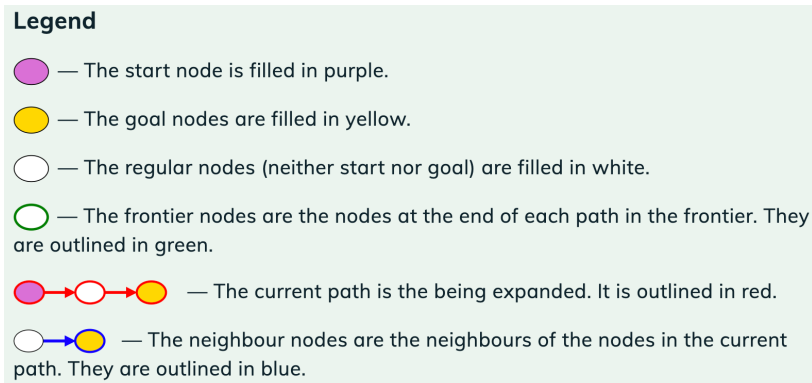 Legend
— The start node is filled in purple.
— The goal nodes are filled in yellow.
— The regular nodes (neither start nor goal) are filled in white.
— The frontier nodes are the nodes at the end of each path in the frontier. They
are outlined in green.
— The current path is the being expanded. It is outlined in red.
— The neighbour nodes are the neighbours of the nodes in the current
path. They are outlined in blue.